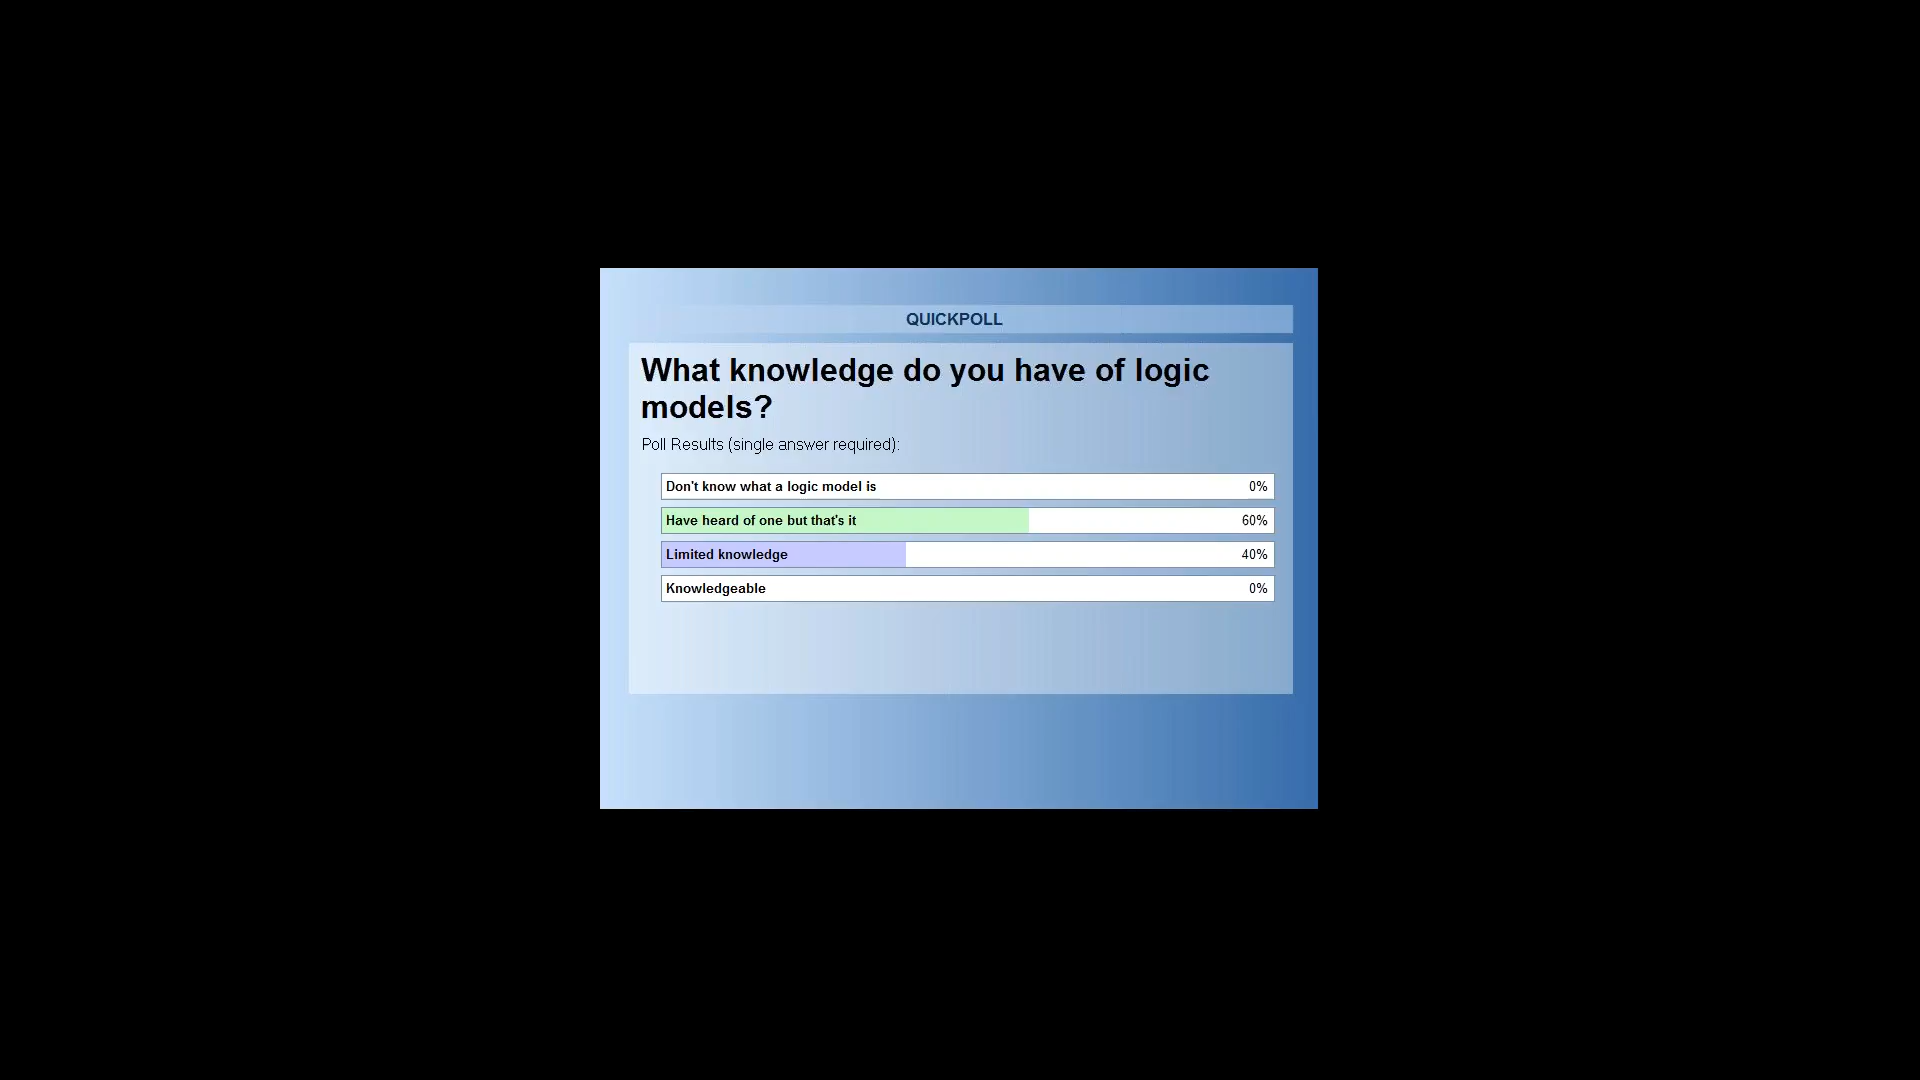 QUICKPOLL
What knowledge do you have of logic
models?
Poll Results (single answer required):
Don't know what a logic model is 0%
Have heard of one but that's it 60%
Limited knowledge 40%
Knowledgeable 0%